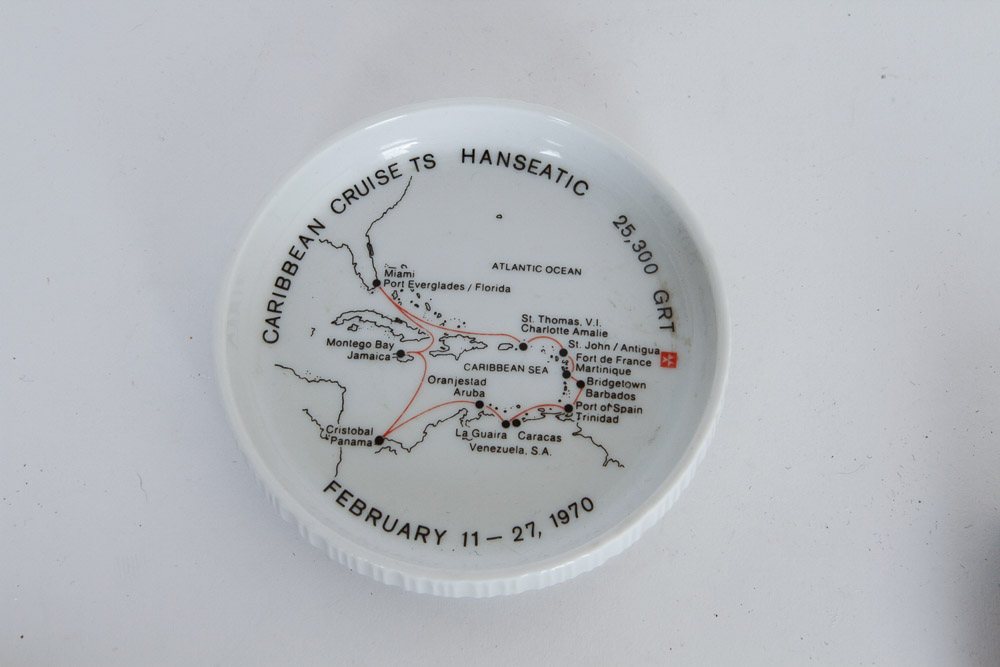 CARIBBEAN CRUISE TS HANSEATIC 25,300 GRT
ATLANTIC OCEAN
Miami
Port Everglades / Florida
St. Thomas, V.I.
Charlotte Amalie
Montego Bay
Jamaica
St. John / Antigua
Fort de France
Martinique
CARIBBEAN SEA
Bridgetown
Barbados
Oranjestad
Aruba
Port of Spain
Trinidad
Cristobal
Panama
La Guaira Caracas
Venezuela, S.A.
FEBRUARY 11 — 27, 1970